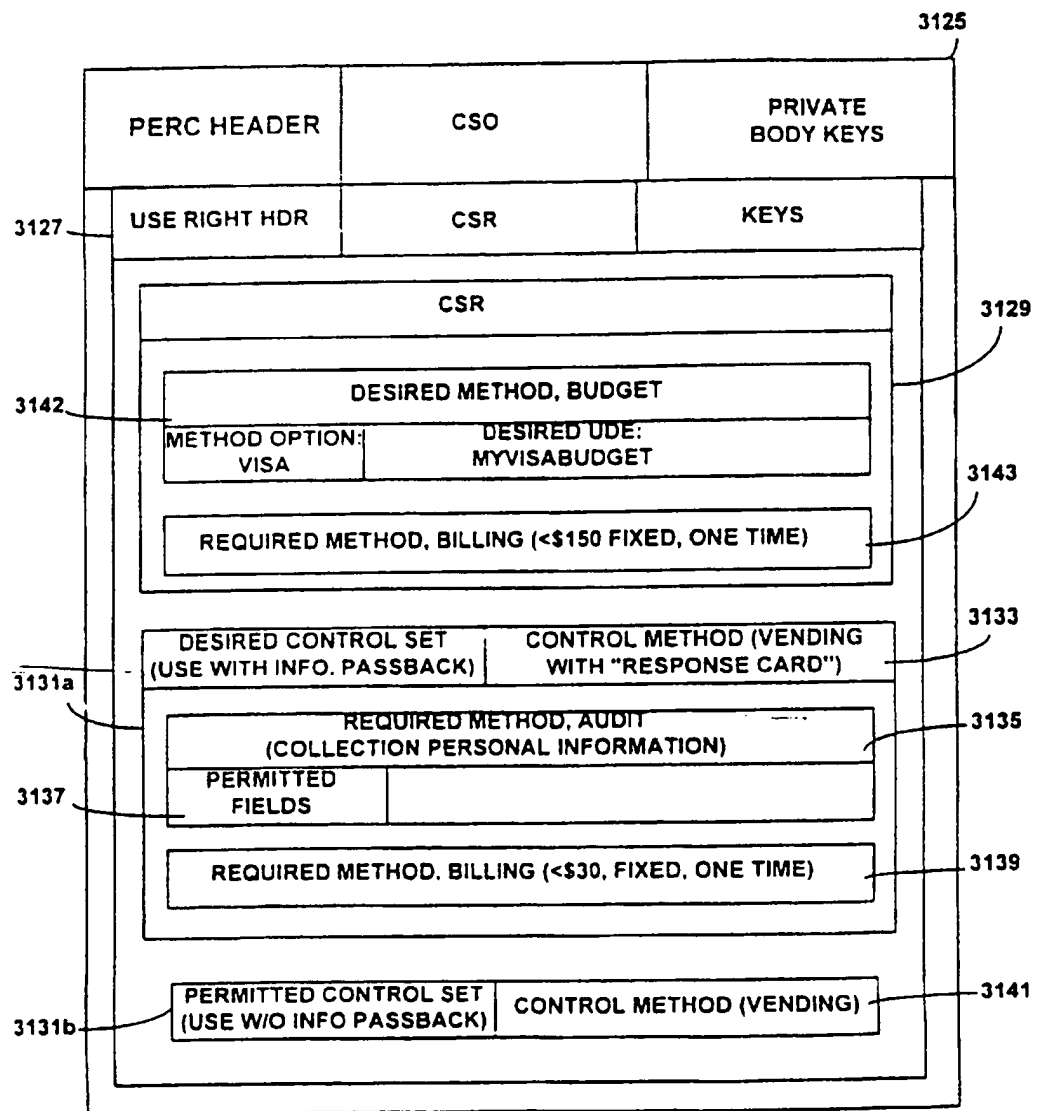 3125
PERC HEADER
CSO
PRIVATE
BODY KEYS
3127
USE RIGHT HDR
CSR
KEYS
CSR
3129
3142
DESIRED METHOD, BUDGET
METHOD OPTION:
VISA
DESIRED UDE:
MYVISABUDGET
3143
REQUIRED METHOD, BILLING (<$150 FIXED, ONE TIME)
DESIRED CONTROL SET
(USE WITH INFO. PASSBACK)
CONTROL METHOD (VENDING
WITH "RESPONSE CARD")
3133
3131a
REQUIRED METHOD, AUDIT
(COLLECTION PERSONAL INFORMATION)
3135
3137
PERMITTED
FIELDS
REQUIRED METHOD. BILLING (<$30, FIXED, ONE TIME)
3139
3131b
PERMITTED CONTROL SET
(USE W/O INFO PASSBACK)
CONTROL METHOD (VENDING)
3141